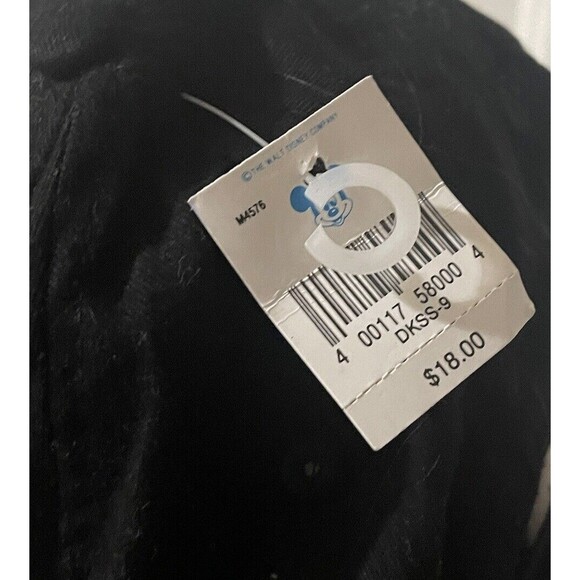 ©THE WALT DISNEY COMPANY
M4576
4 00117 58000 4
DKSS-9
$18.00